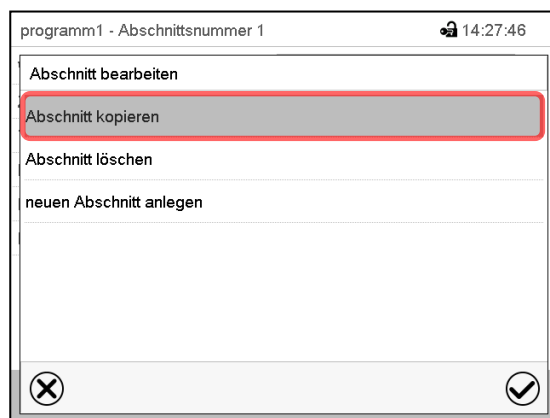 programm1 - Abschnittsnummer 1 14:27:46
Abschnitt bearbeiten
Abschnitt kopieren
Abschnitt löschen
neuen Abschnitt anlegen